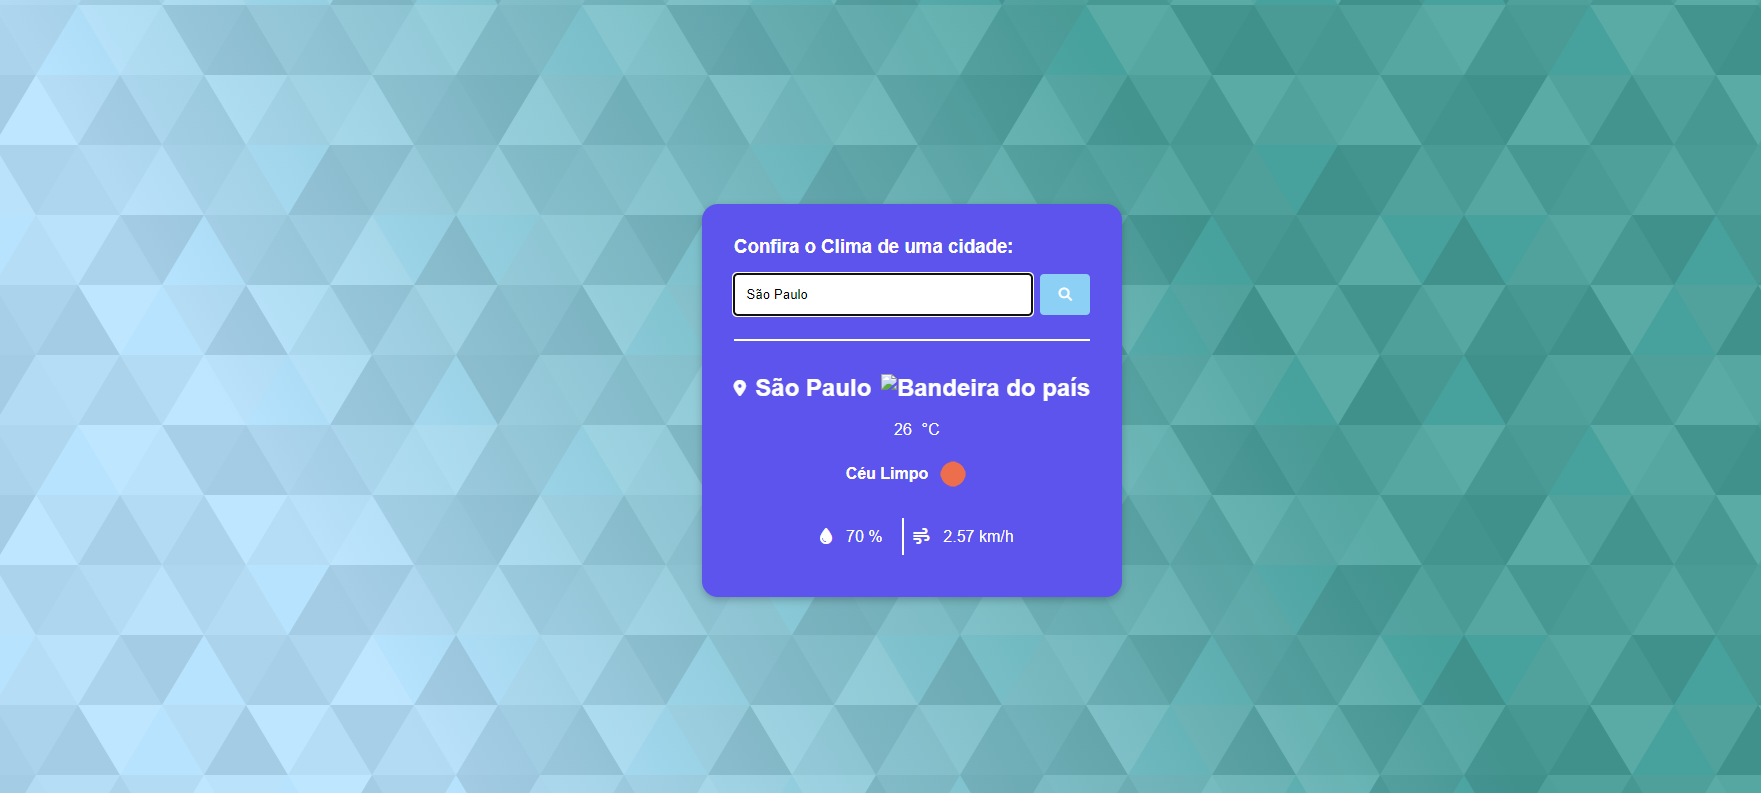 Confira o Clima de uma cidade:
São Paulo
São Paulo Bandeira do país
26 °C
Céu Limpo
70 % 2.57 km/h